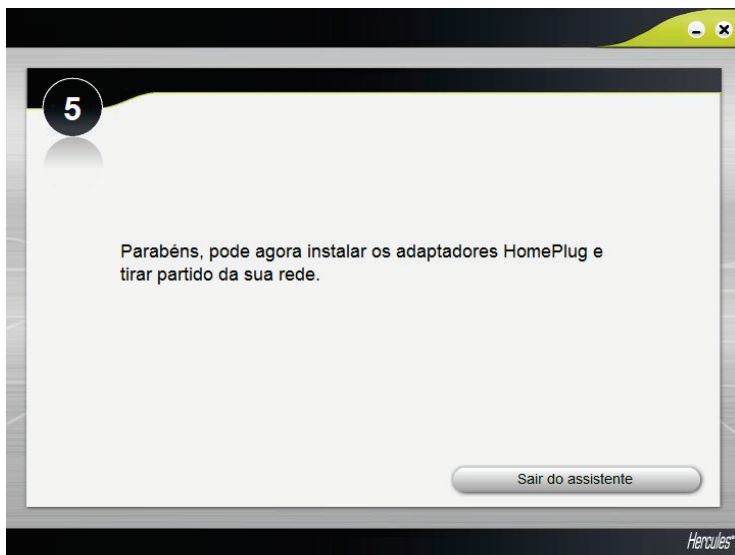 5
Parabéns, pode agora instalar os adaptadores HomePlug e
tirar partido da sua rede.
Sair do assistente
Hercules